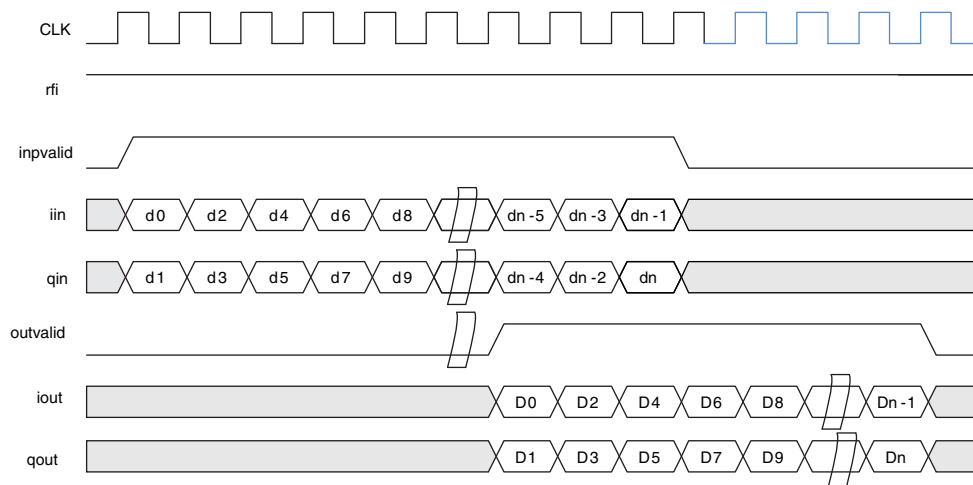 CLK
rfi
inpvalid
iin d0 d2 d4 d6 d8 dn-5 dn-3 dn-1
qin d1 d3 d5 d7 d9 dn-4 dn-2 dn
outvalid
iout D0 D2 D4 D6 D8 Dn-1
qout D1 D3 D5 D7 D9 Dn